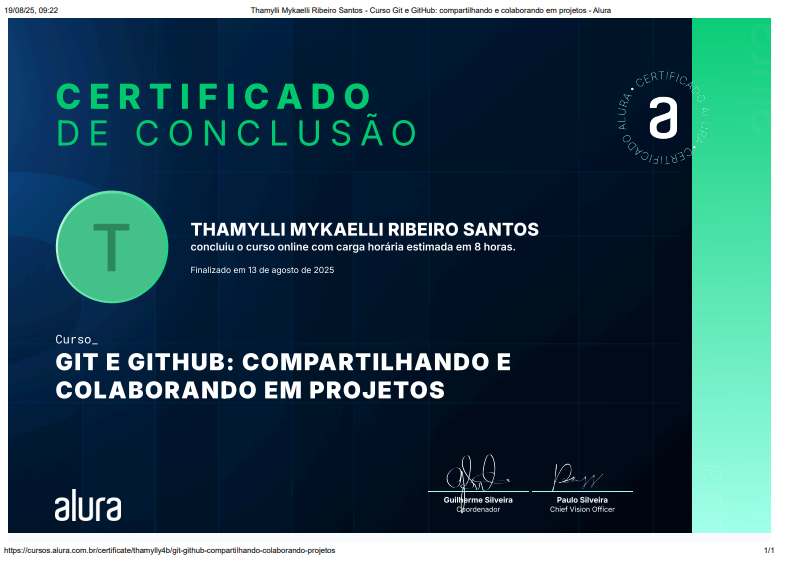 19/08/25, 09:22
Thamylli Mykaelli Ribeiro Santos - Curso Git e GitHub: compartilhando e colaborando em projetos - Alura
CERTIFICADO
DE CONCLUSÃO
CERTIFICADO ALURA • CERTIFICADO ALURA •
a
alura
T
THAMYLLI MYKAELLI RIBEIRO SANTOS
concluiu o curso online com carga horária estimada em 8 horas.
Finalizado em 13 de agosto de 2025
Curso_
GIT E GITHUB: COMPARTILHANDO E
COLABORANDO EM PROJETOS
Guilherme Silveira
Coordenador
Paulo Silveira
Chief Vision Officer
alura
alura
https://cursos.alura.com.br/certificate/thamylly4b/git-github-compartilhando-colaborando-projetos
1/1